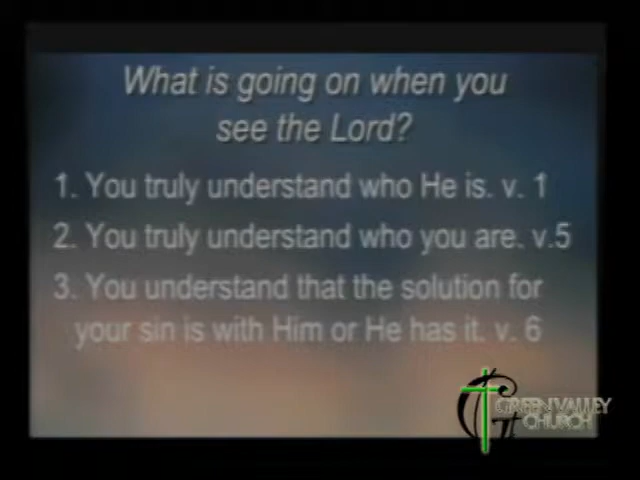 What is going on when you
see the Lord?
1. You truly understand who He is. v. 1
2. You truly understand who you are. v.5
3. You understand that the solution for
your sin is with Him or He has it. v. 6
GREEN VALLEY
CHURCH